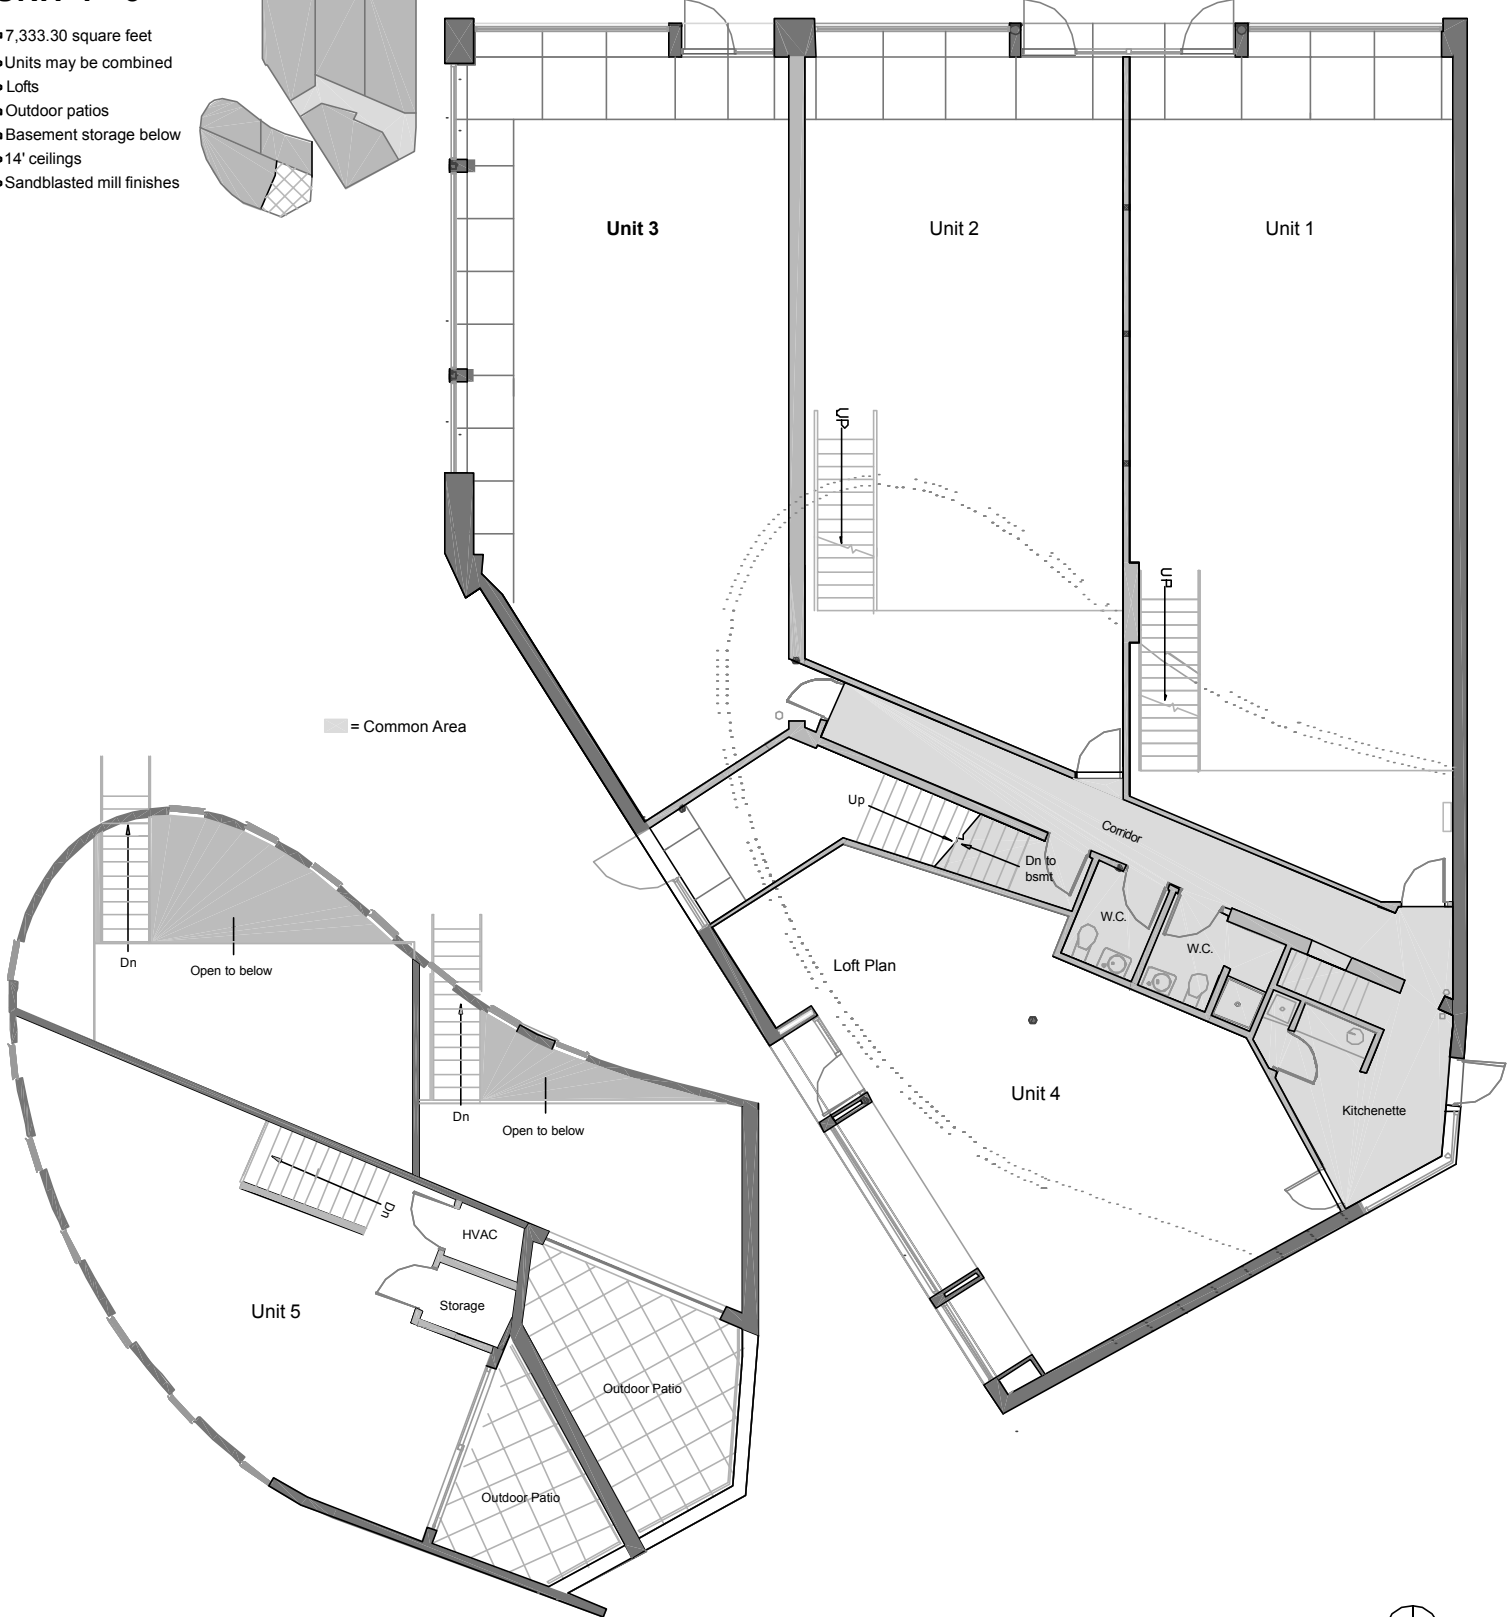 7,333.30 square feet
Units may be combined
Lofts
Outdoor patios
Basement storage below
14' ceilings
Sandblasted mill finishes
Unit 3
Unit 2
Unit 1
UP
UP
= Common Area
Up
Corridor
Dn to
bsmt
W.C.
W.C.
Loft Plan
Unit 4
Kitchenette
Dn
Open to below
Dn
Open to below
Dn
HVAC
Storage
Unit 5
Outdoor Patio
Outdoor Patio